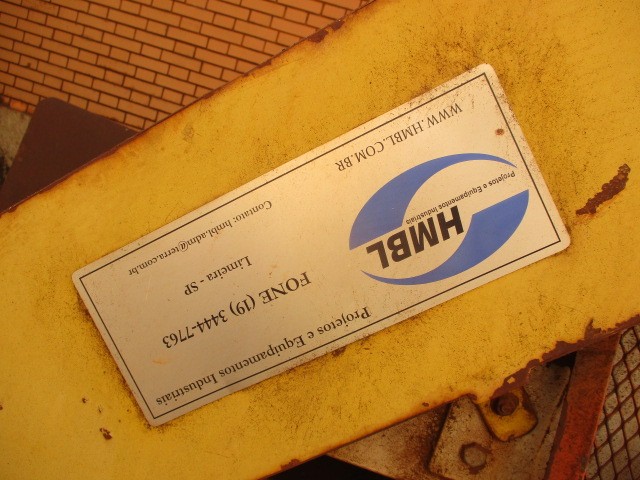 HMBL
Projetos e Equipamentos Industriais
WWW.HMBL.COM.BR
Projetos e Equipamentos Industriais
FONE (19) 3444-7763
Limeira - SP
Contato: hmbl.adm@terra.com.br